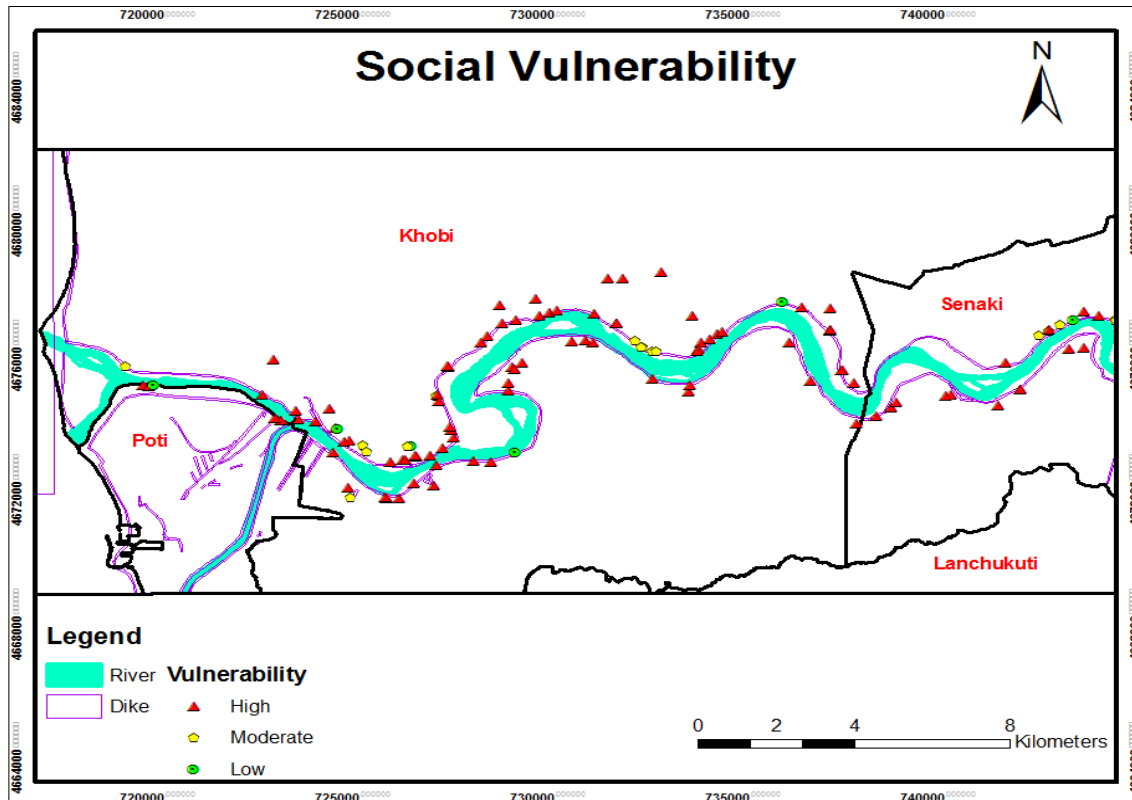 720000 725000 730000 735000 740000
Social Vulnerability
N
4684000
4680000
4676000
4672000
4668000
4664000
Khobi
Senaki
Poti
Lanchukuti
Legend
River Vulnerability
Dike
High
Moderate
Low
0 2 4 8
Kilometers
720000 725000 730000 735000 740000